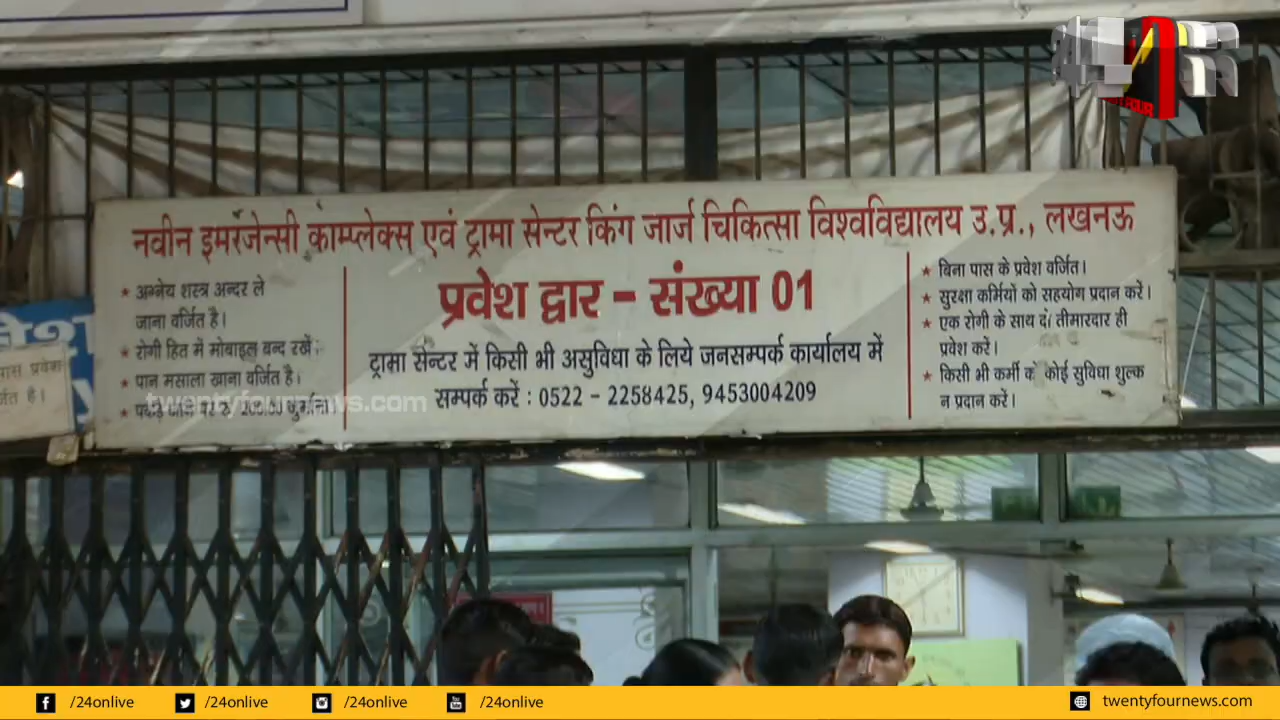 नवीन इमरजेन्सी काम्प्लेक्स एवं ट्रामा सेन्टर किंग जार्ज चिकित्सा विश्वविद्यालय उ.प्र., लखनऊ
★ अग्नेय शस्त्र अन्दर ले
जाना वर्जित है।
★ रोगी हित में मोबाइल बन्द रखें
★ पान मसाला खाना वर्जित है।
प्रवेश द्वार - संख्या 01
ट्रामा सेन्टर में किसी भी असुविधा के लिये जनसम्पर्क कार्यालय में
सम्पर्क करें : 0522 - 2258425, 9453004209
★ बिना पास के प्रवेश वर्जित।
★ सुरक्षा कर्मियों को सहयोग प्रदान करें।
★ एक रोगी के साथ दो तीमारदार ही
प्रवेश करें।
★ किसी भी कर्मी को कोई सुविधा शुल्क
न प्रदान करें।
twentyfournews.com
/24onlive
/24onlive
/24onlive
/24onlive
twentyfournews.com